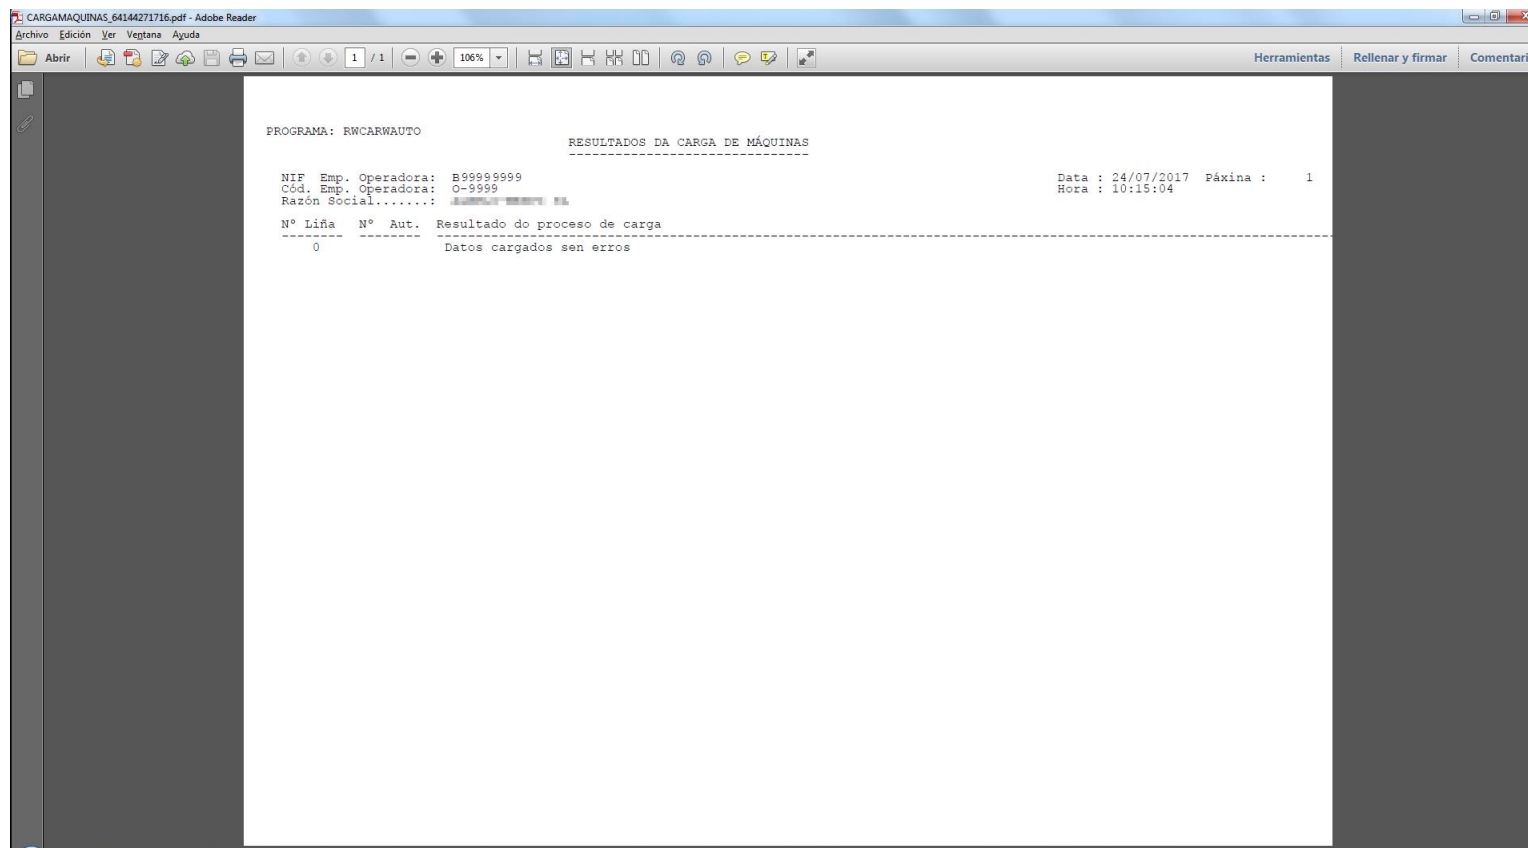 CARGAMAQUINAS_64144271716.pdf - Adobe Reader
Archivo Edición Ver Ventana Ayuda
Abrir 1 / 1 106% Herramientas Rellenar y firmar Comentari
PROGRAMA: RWCARWAUTO
RESULTADOS DA CARGA DE MÁQUINAS
NIF Emp. Operadora: B99999999 Data : 24/07/2017 Páxina : 1
Cód. Emp. Operadora: O-9999 Hora : 10:15:04
Razón Social.......:
Nº Liña Nº Aut. Resultado do proceso de carga
0 Datos cargados sen erros